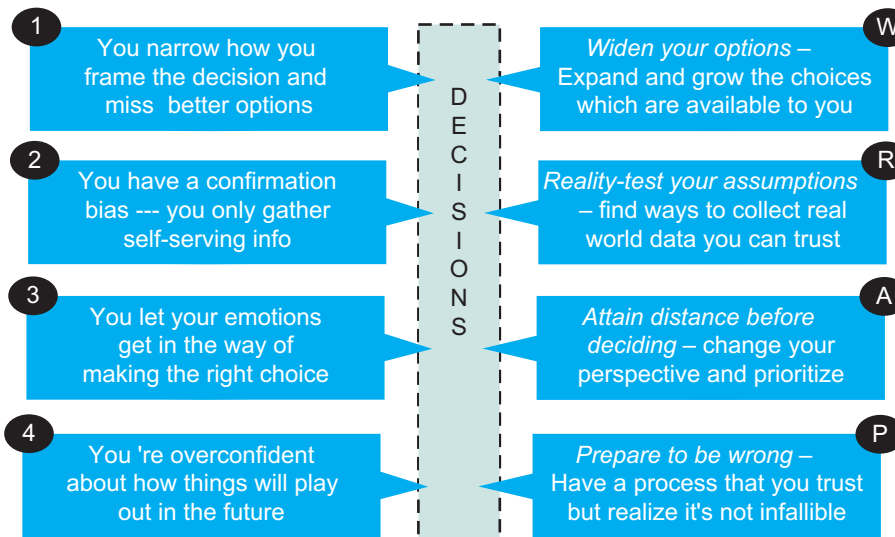 1
You narrow how you
frame the decision and
miss better options
W
Widen your options –
Expand and grow the choices
which are available to you
2
You have a confirmation
bias --- you only gather
self-serving info
R
Reality-test your assumptions
– find ways to collect real
world data you can trust
3
You let your emotions
get in the way of
making the right choice
A
Attain distance before
deciding – change your
perspective and prioritize
4
You 're overconfident
about how things will play
out in the future
P
Prepare to be wrong –
Have a process that you trust
but realize it's not infallible
D
E
C
I
S
I
O
N
S